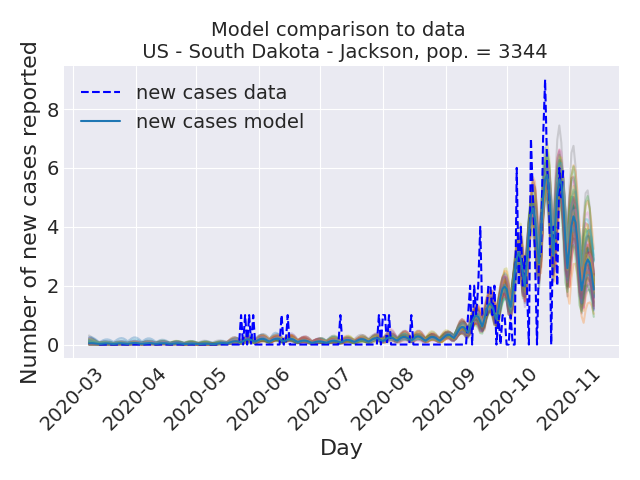 Model comparison to data
US - South Dakota - Jackson, pop. = 3344
Number of new cases reported
new cases data
new cases model
8
6
4
2
0
2020-03
2020-04
2020-05
2020-06
2020-07
2020-08
2020-09
2020-10
2020-11
Day